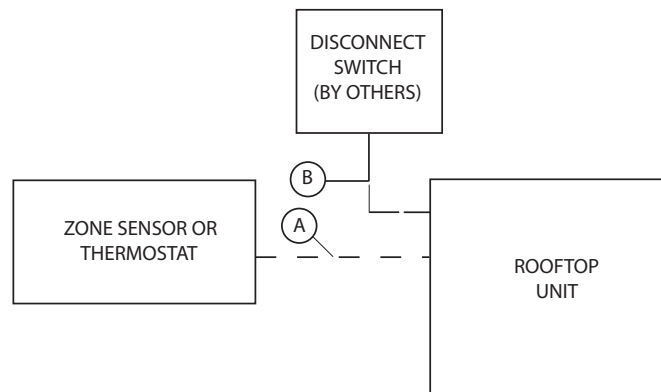 DISCONNECT
SWITCH
(BY OTHERS)
B
ZONE SENSOR OR
THERMOSTAT
A
ROOFTOP
UNIT